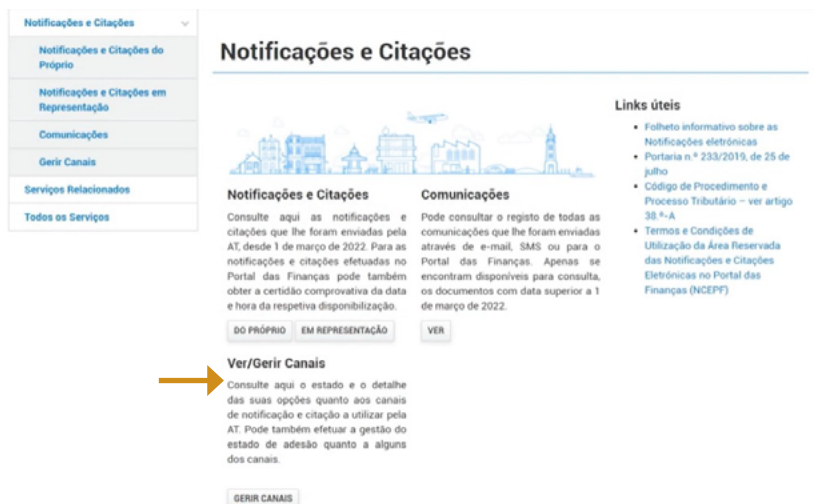 Notificações e Citações
Notificações e Citações do
Próprio
Notificações e Citações em
Representação
Comunicações
Gerir Canais
Serviços Relacionados
Todos os Serviços
Notificações e Citações
Notificações e Citações
Consulte aqui as notificações e
citações que lhe foram enviadas pela
AT, desde 1 de março de 2022. Para as
notificações e citações efetuadas no
Portal das Finanças pode também
obter a certidão comprovativa da data
e hora da respetiva disponibilização.
DO PRÓPRIO
EM REPRESENTAÇÃO
Comunicações
Pode consultar o registo de todas as
comunicações que lhe foram enviadas
através de e-mail, SMS ou para o
Portal das Finanças. Apenas se
encontram disponíveis para consulta,
os documentos com data superior a 1
de março de 2022.
VER
Ver/Gerir Canais
Consulte aqui o estado e o detalhe
das suas opções quanto aos canais
de notificação e citação a utilizar pela
AT. Pode também efetuar a gestão do
estado de adesão quanto a alguns
dos canais.
GERIR CANAIS
Links úteis
Folheto informativo sobre as
Notificações eletrónicas
Portaria n.º 233/2019, de 25 de
julho
Código de Procedimento e
Processo Tributário – ver artigo
38.º-A
Termos e Condições de
Utilização da Área Reservada
das Notificações e Citações
Eletrónicas no Portal das
Finanças (NCEPF)